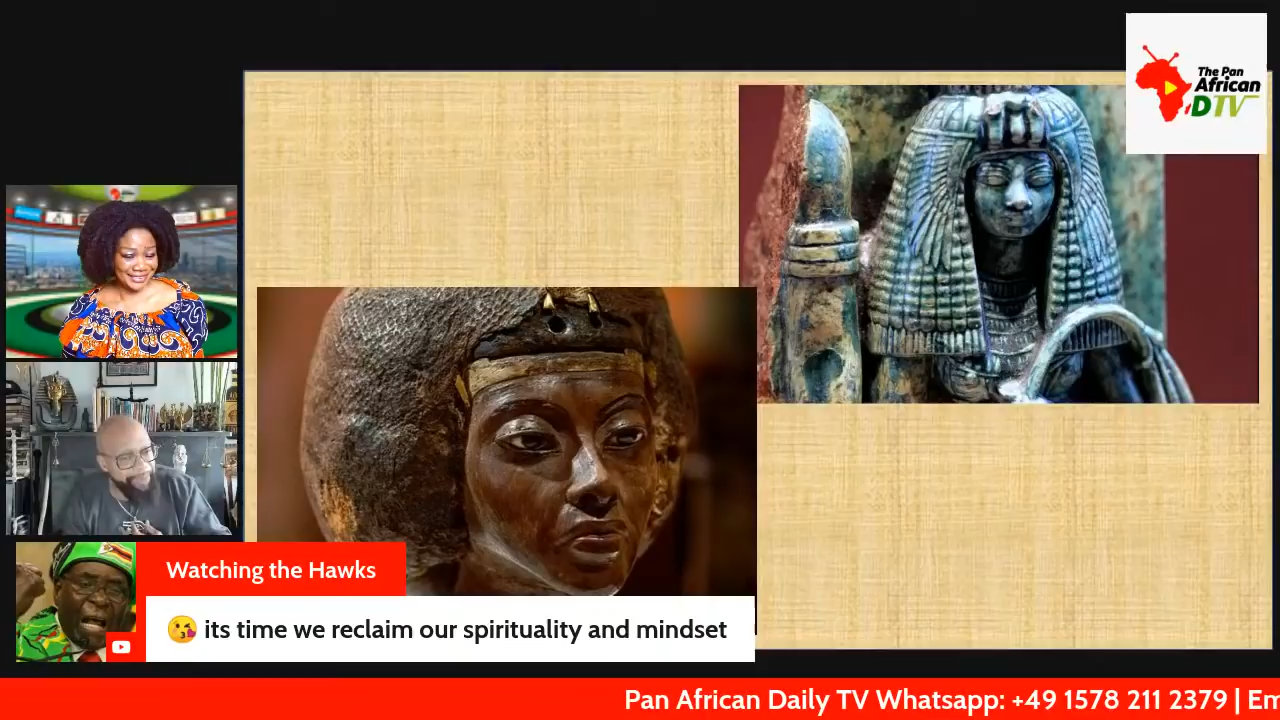 The Pan
African
DTV
Watching the Hawks
😘 its time we reclaim our spirituality and mindset
Pan African Daily TV Whatsapp: +49 1578 211 2379 | Em